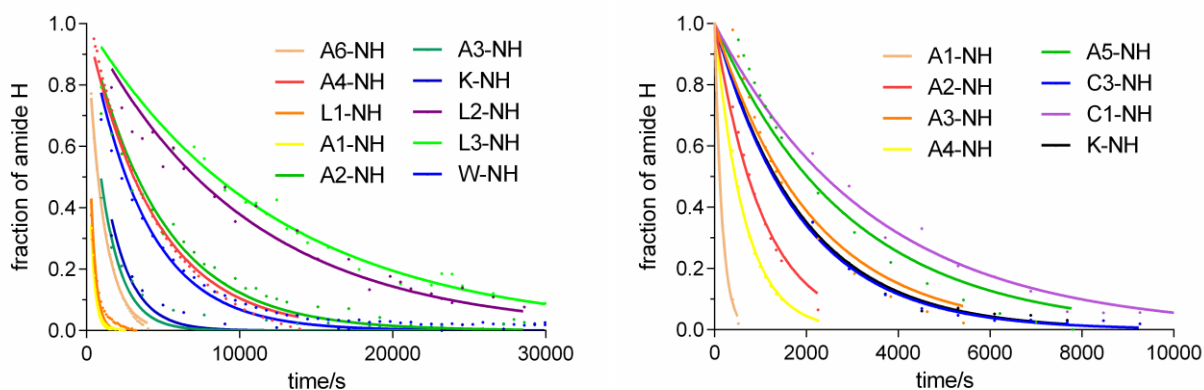 fraction of amide H
1.0
0.8
0.6
0.4
0.2
0.0
A6-NH
A4-NH
L1-NH
A1-NH
A2-NH
A3-NH
K-NH
L2-NH
L3-NH
W-NH
0 10000 20000 30000
time/s
fraction of amide H
1.0
0.8
0.6
0.4
0.2
0.0
A1-NH
A2-NH
A3-NH
A4-NH
A5-NH
C3-NH
C1-NH
K-NH
0 2000 4000 6000 8000 10000
time/s